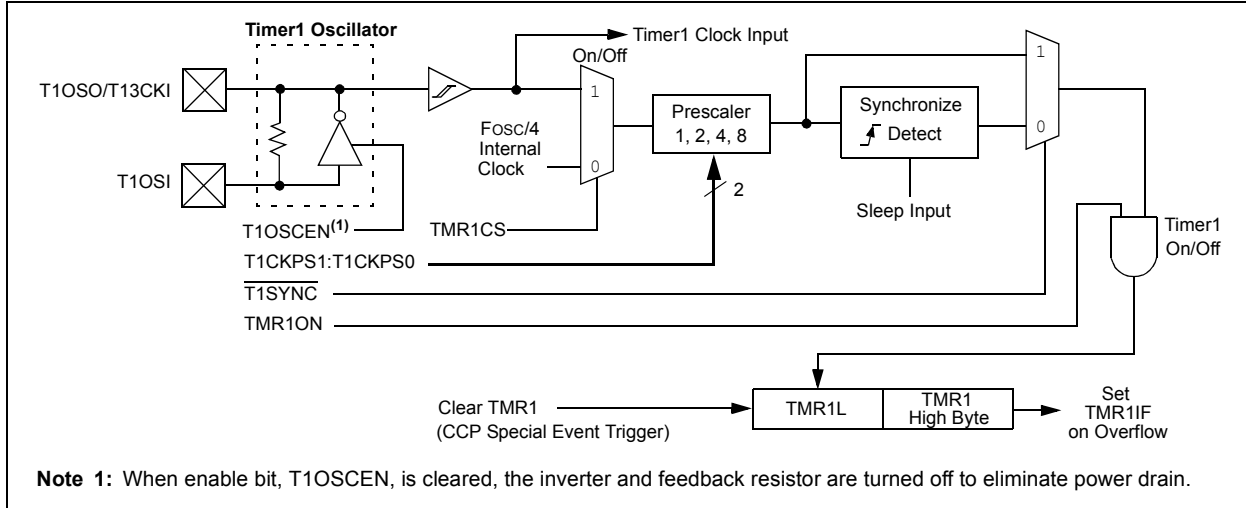 Timer1 Oscillator
Timer1 Clock Input
On/Off
T1OSO/T13CKI
1
1
Prescaler
1, 2, 4, 8
Synchronize
Detect
FOSC/4
Internal
Clock
0
0
T1OSI
2
Sleep Input
T1OSCEN(1)
TMR1CS
Timer1
On/Off
T1CKPS1:T1CKPS0
T1SYNC
TMR1ON
Clear TMR1
(CCP Special Event Trigger)
TMR1L
TMR1
High Byte
Set
TMR1IF
on Overflow
Note 1: When enable bit, T1OSCEN, is cleared, the inverter and feedback resistor are turned off to eliminate power drain.